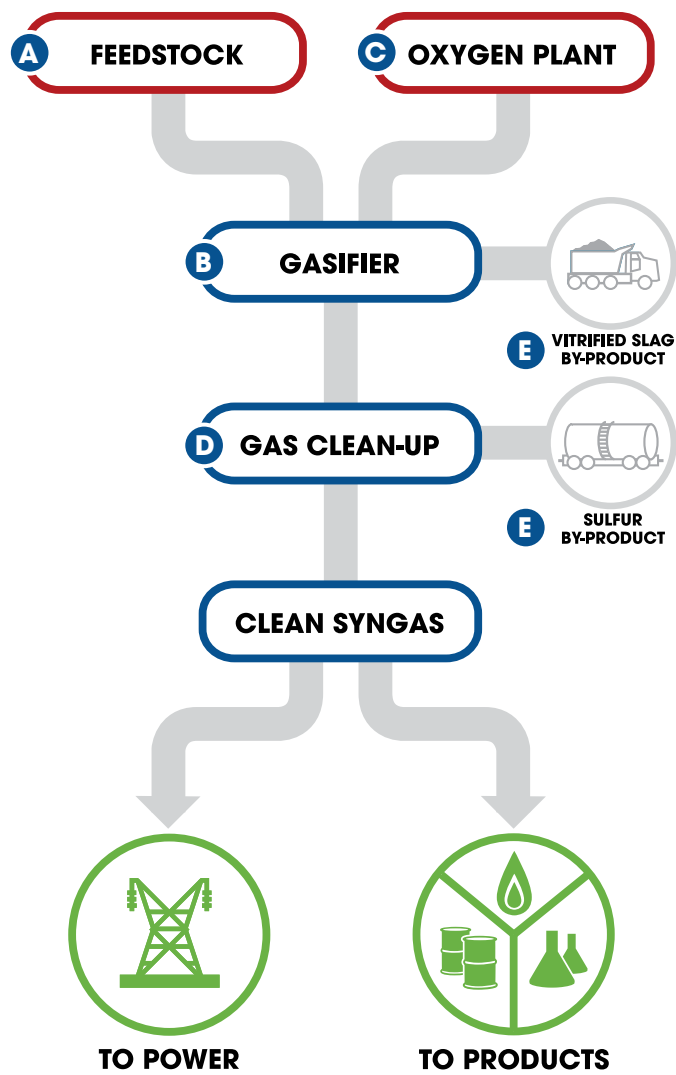 A FEEDSTOCK
C OXYGEN PLANT
B GASIFIER
E VITRIFIED SLAG
BY-PRODUCT
D GAS CLEAN-UP
E SULFUR
BY-PRODUCT
CLEAN SYNGAS
TO POWER
TO PRODUCTS